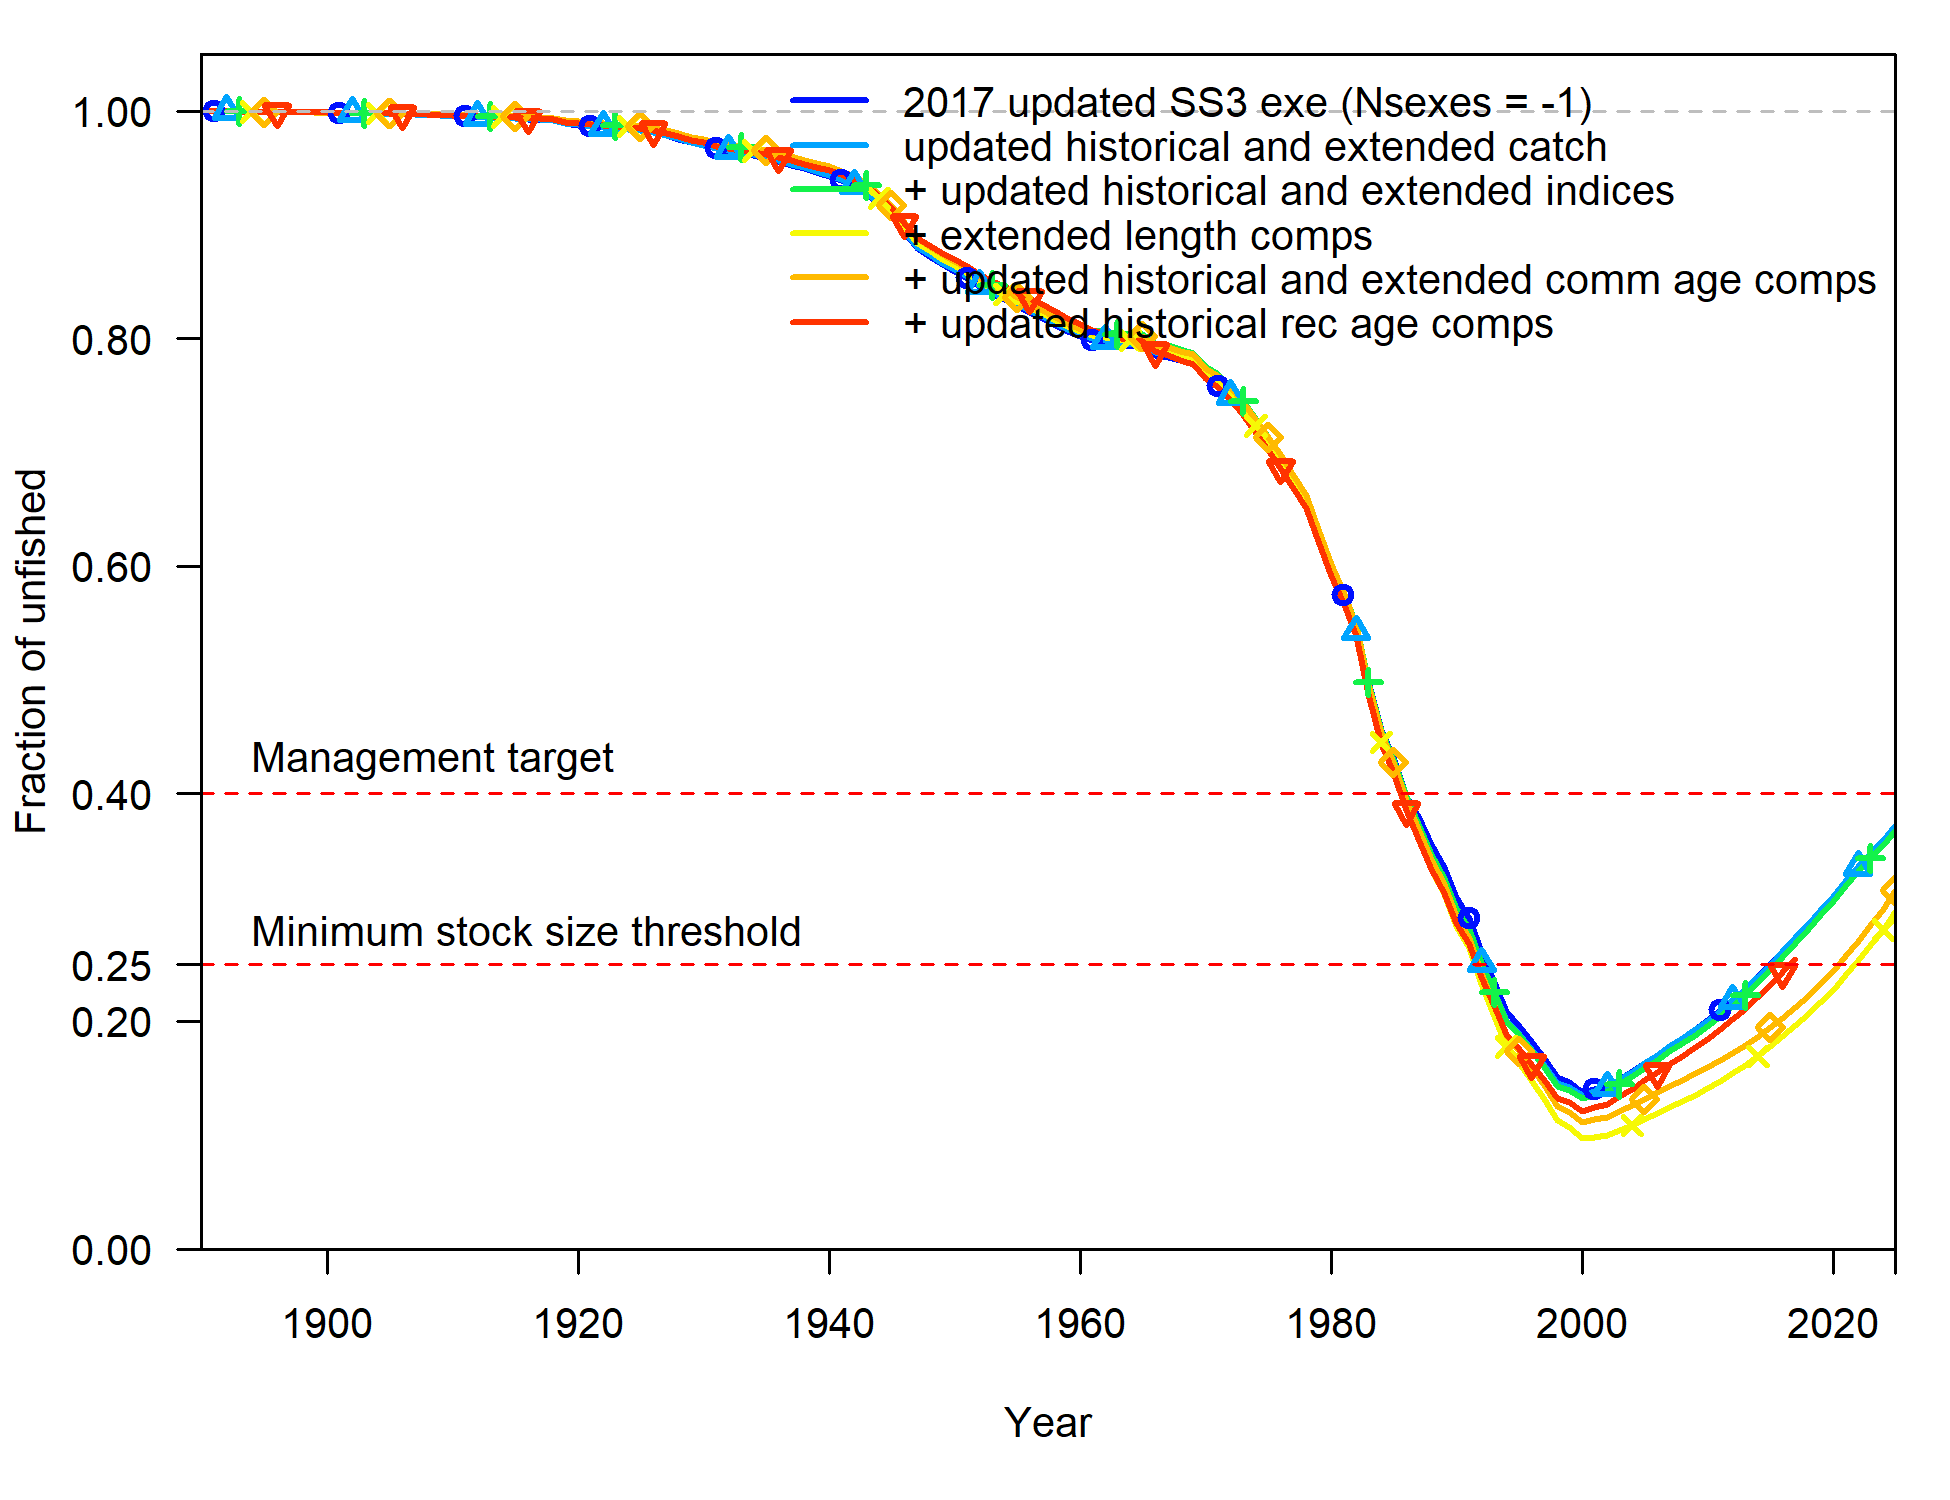 2017 updated SS3 exe (Nsexes = -1)
updated historical and extended catch
+ updated historical and extended indices
+ extended length comps
+ updated historical and extended comm age comps
+ updated historical rec age comps
1.00
0.80
0.60
0.40
0.25
0.20
0.00
Fraction of unfished
Management target
Minimum stock size threshold
1900 1920 1940 1960 1980 2000 2020
Year